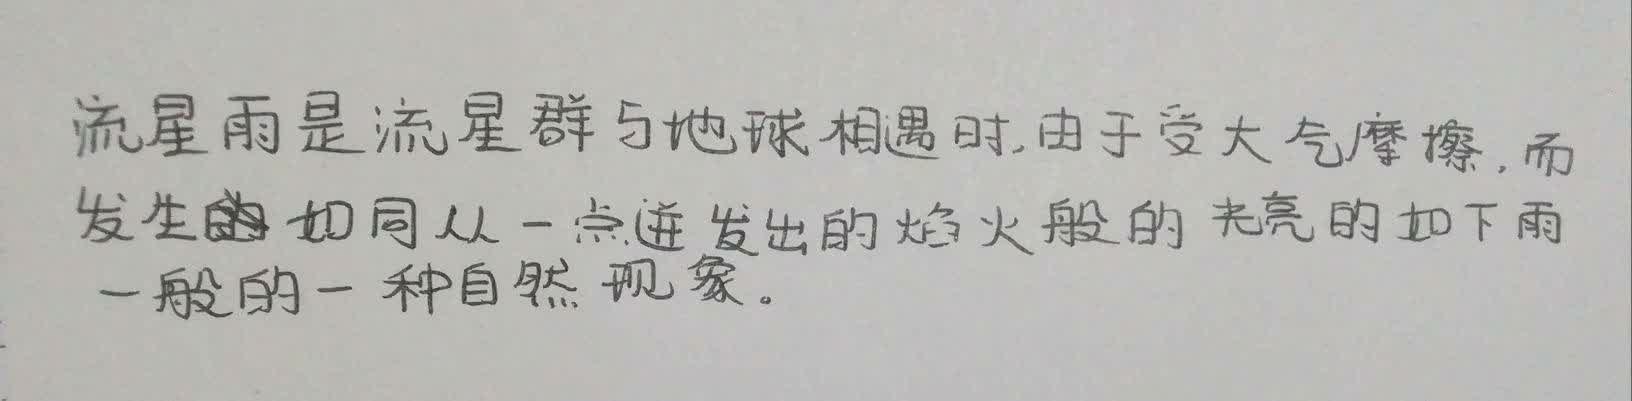 流星雨是流星群与地球相遇时,由于受大气摩擦,而
发生的如同从一点迸发出的焰火般的光亮的如下雨
一般的一种自然现象。